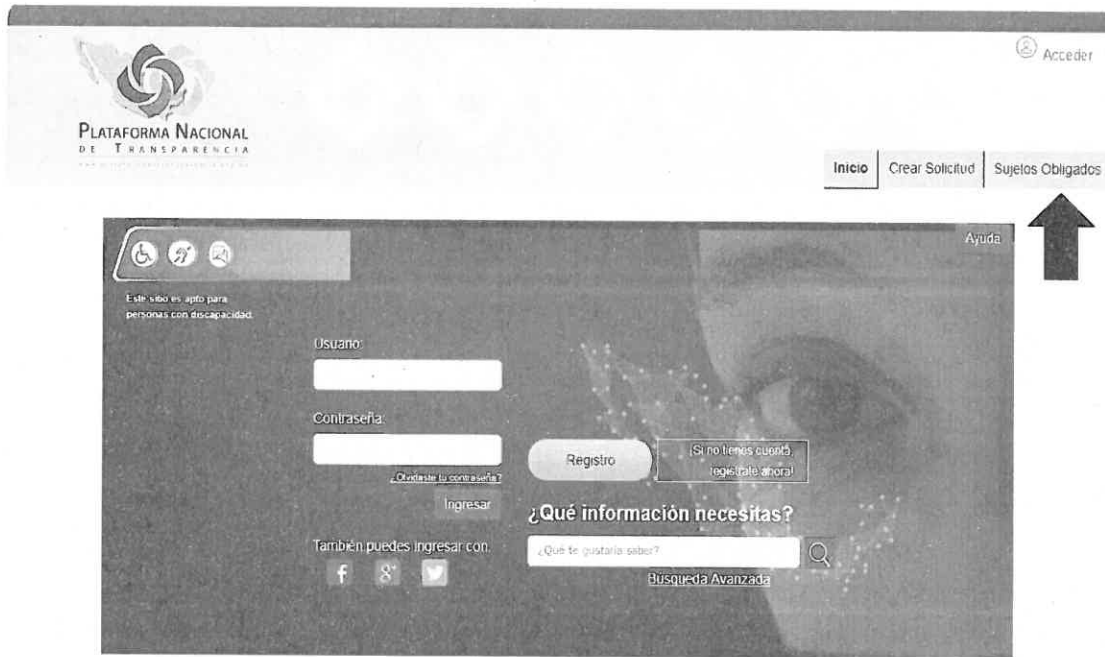 Acceder
PLATAFORMA NACIONAL
DE TRANSPARENCIA
Inicio
Crear Solicitud
Sujetos Obligados
Ayuda
Este sitio es apto para
personas con discapacidad.
Usuario:
Contraseña:
¿Olvidaste tu contraseña?
Ingresar
Registro
¡Si no tienes cuenta,
regístrate ahora!
¿Qué información necesitas?
¿Qué te gustaría saber?
Búsqueda Avanzada
También puedes ingresar con: